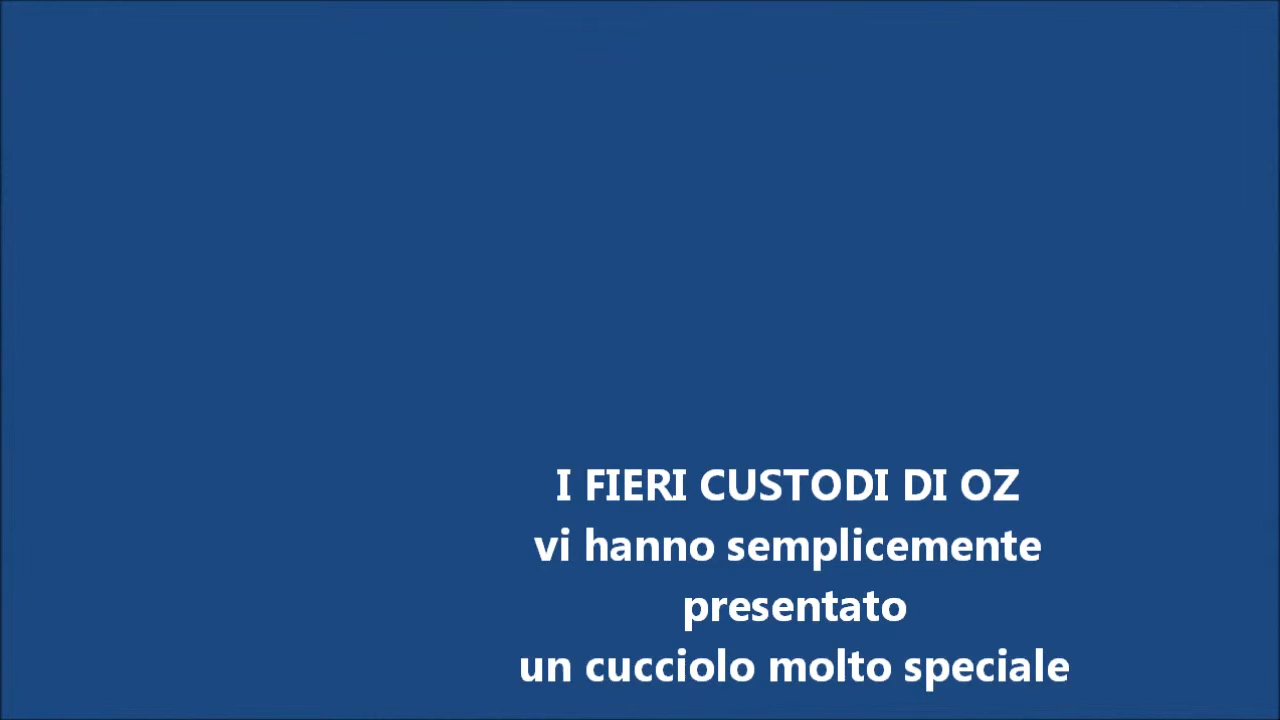 I FIERI CUSTODI DI OZ
vi hanno semplicemente
presentato
un cucciolo molto speciale